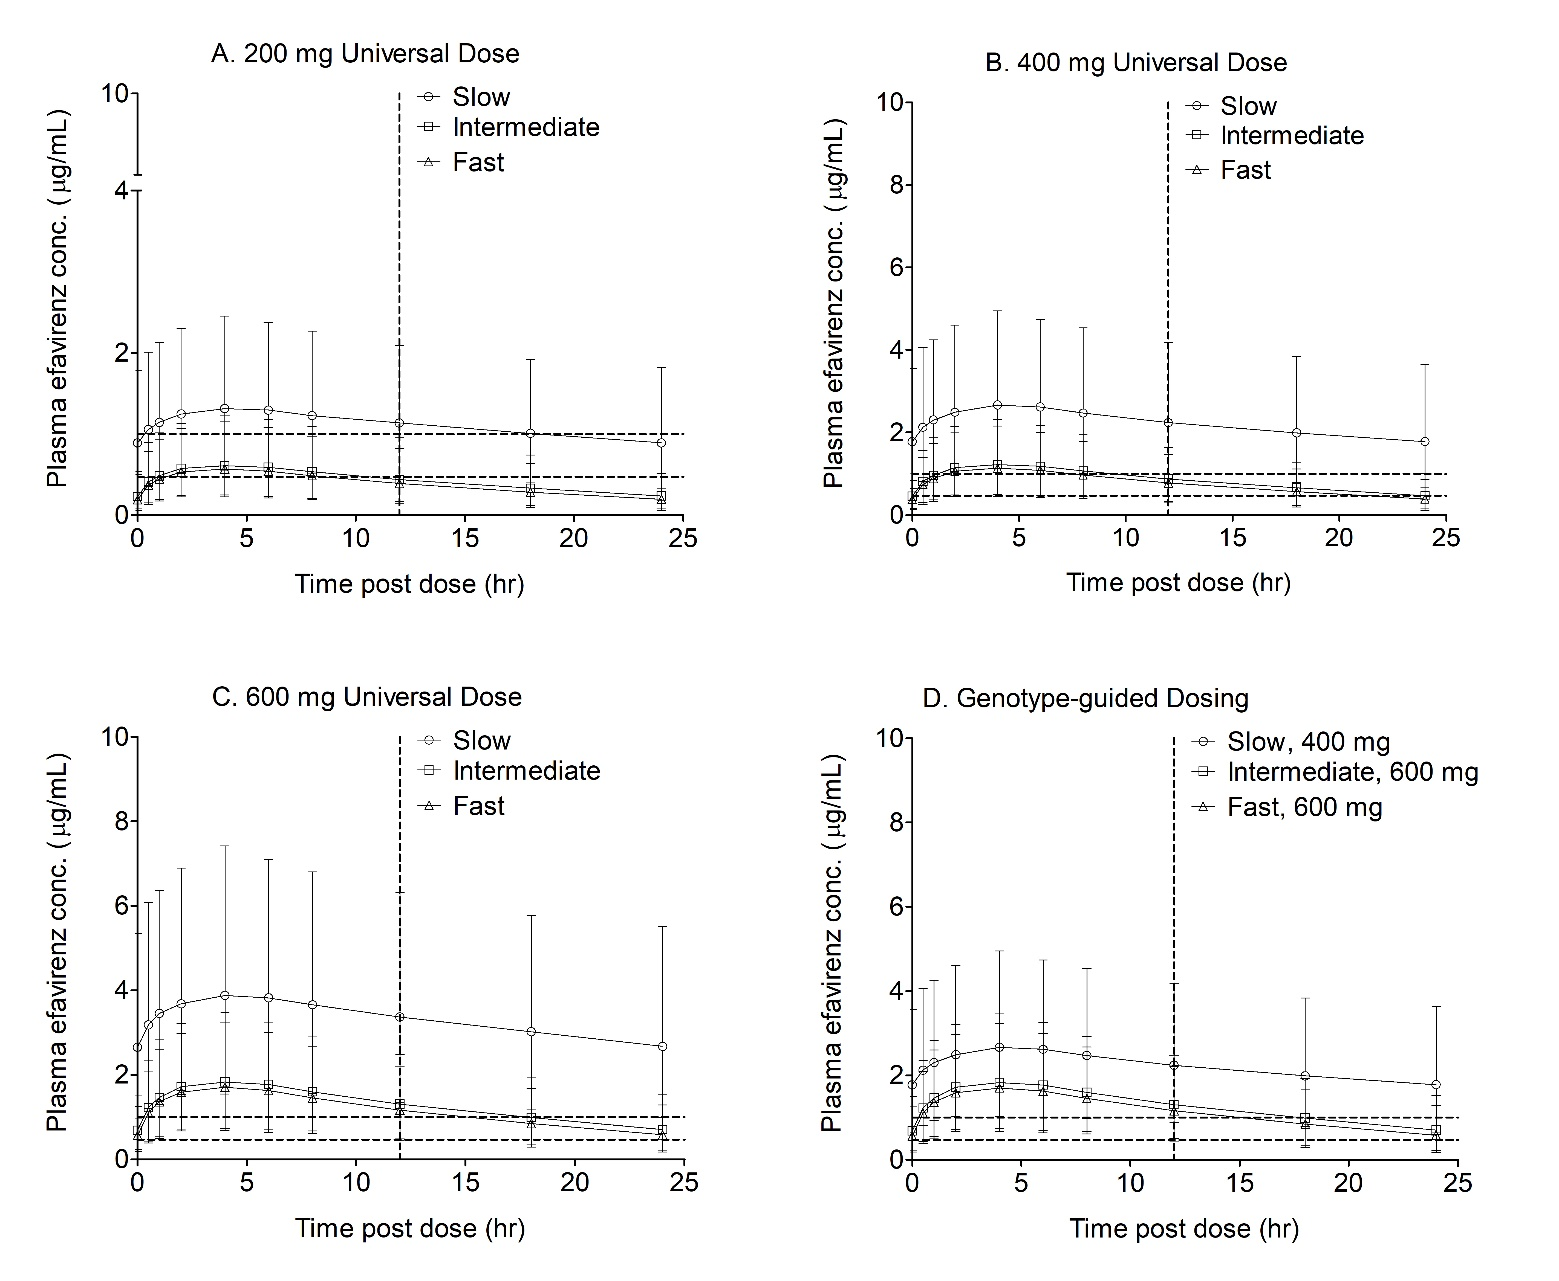 A. 200 mg Universal Dose
Plasma efavirenz conc. ( μg/mL)
10
4
2
0
Slow
Intermediate
Fast
0 5 10 15 20 25
Time post dose (hr)
B. 400 mg Universal Dose
Plasma efavirenz conc. ( μg/mL)
10
8
6
4
2
0
Slow
Intermediate
Fast
0 5 10 15 20 25
Time post dose (hr)
C. 600 mg Universal Dose
Plasma efavirenz conc. ( μg/mL)
10
8
6
4
2
0
Slow
Intermediate
Fast
0 5 10 15 20 25
Time post dose (hr)
D. Genotype-guided Dosing
Plasma efavirenz conc. ( μg/mL)
10
8
6
4
2
0
Slow, 400 mg
Intermediate, 600 mg
Fast, 600 mg
0 5 10 15 20 25
Time post dose (hr)